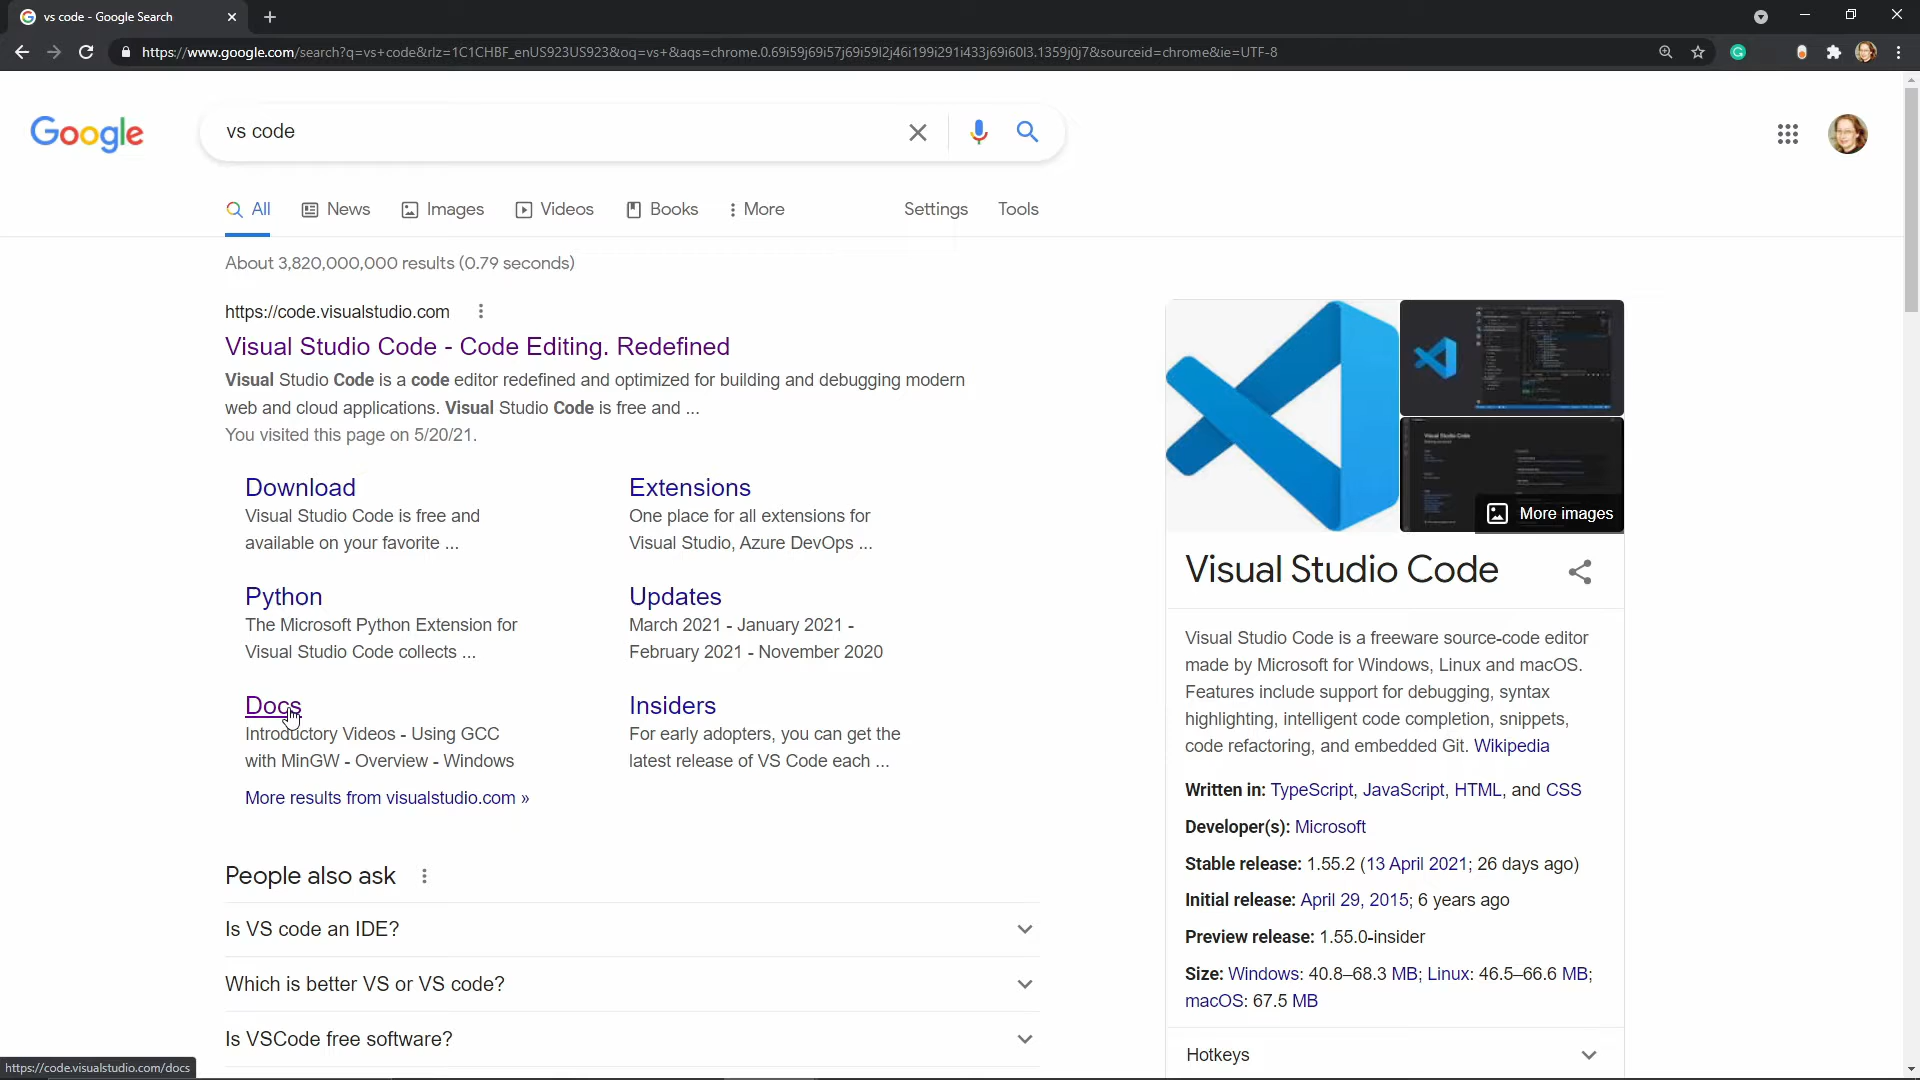 vs code - Google Search
https://www.google.com/search?q=vs+code&rlz=1C1CHBF_enUS923US923&oq=vs+&aqs=chrome.0.69i59j69i57j69i59l2j46i199i291i433j69i60l3.1359j0j7&sourceid=chrome&ie=UTF-8
Google
vs code
All
News
Images
Videos
Books
More
Settings
Tools
About 3,820,000,000 results (0.79 seconds)
https://code.visualstudio.com
Visual Studio Code - Code Editing. Redefined
Visual Studio Code is a code editor redefined and optimized for building and debugging modern
web and cloud applications. Visual Studio Code is free and ...
You visited this page on 5/20/21.
Download
Visual Studio Code is free and
available on your favorite ...
Extensions
One place for all extensions for
Visual Studio, Azure DevOps ...
Python
The Microsoft Python Extension for
Visual Studio Code collects ...
Updates
March 2021 - January 2021 -
February 2021 - November 2020
Docs
Introductory Videos - Using GCC
with MinGW - Overview - Windows
Insiders
For early adopters, you can get the
latest release of VS Code each ...
More results from visualstudio.com »
People also ask
Is VS code an IDE?
Which is better VS or VS code?
Is VSCode free software?
More images
Visual Studio Code
Visual Studio Code is a freeware source-code editor
made by Microsoft for Windows, Linux and macOS.
Features include support for debugging, syntax
highlighting, intelligent code completion, snippets,
code refactoring, and embedded Git. Wikipedia
Written in: TypeScript, JavaScript, HTML, and CSS
Developer(s): Microsoft
Stable release: 1.55.2 (13 April 2021; 26 days ago)
Initial release: April 29, 2015; 6 years ago
Preview release: 1.55.0-insider
Size: Windows: 40.8–68.3 MB; Linux: 46.5–66.6 MB;
macOS: 67.5 MB
Hotkeys
https://code.visualstudio.com/docs